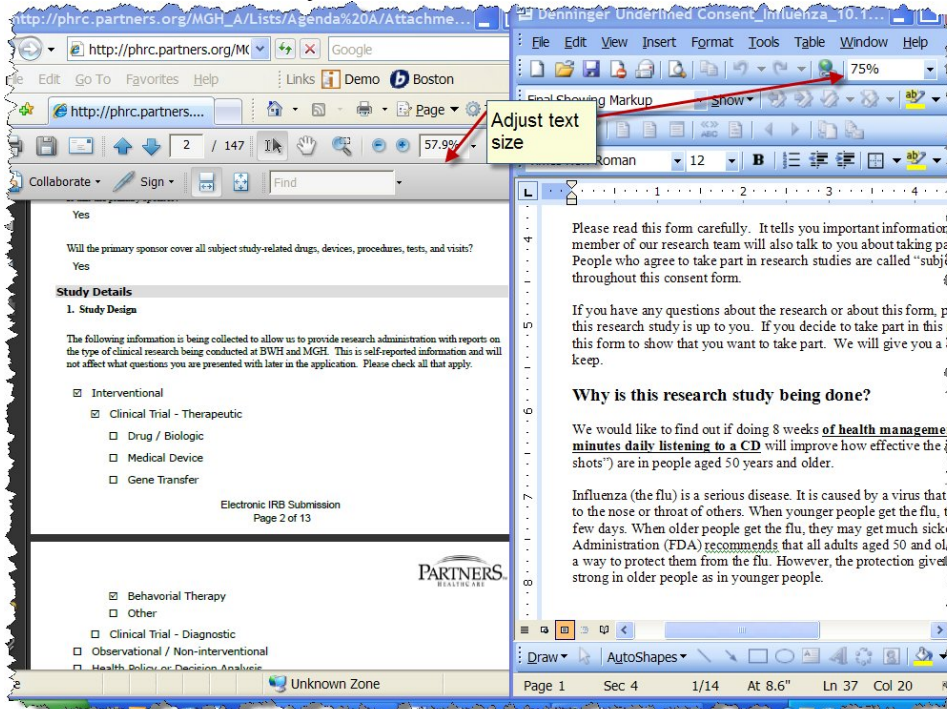 http://phrc.partners.org/MGH_A/Lists/Agenda%20A/Attachme...
http://phrc.partners.org/M
Google
Edit Go To Favorites Help Links Demo Boston
http://phrc.partners.... Page
2 / 147 57.9%
Collaborate Sign Find
Yes
Will the primary sponsor cover all subject study-related drugs, devices, procedures, tests, and visits?
Yes
Study Details
1. Study Design
The following information is being collected to allow us to provide research administration with reports on
the type of clinical research being conducted at BWH and MGH. This is self-reported information and will
not affect what questions you are presented with later in the application. Please check all that apply.
Interventional
Clinical Trial - Therapeutic
Drug / Biologic
Medical Device
Gene Transfer
Electronic IRB Submission
Page 2 of 13
PARTNERS
HEALTHCARE
Behavorial Therapy
Other
Clinical Trial - Diagnostic
Observational / Non-interventional
Health Policy or Decision Analysis
Unknown Zone
Adjust text
size
Denninger Underlined Consent_Influenza_10.1...
File Edit View Insert Format Tools Table Window Help
75%
Final Showing Markup Show
Roman 12 B
1 2 3 4
Please read this form carefully. It tells you important information
member of our research team will also talk to you about taking pa
People who agree to take part in research studies are called “subj
throughout this consent form.
If you have any questions about the research or about this form, p
this research study is up to you. If you decide to take part in this
this form to show that you want to take part. We will give you a
keep.
Why is this research study being done?
We would like to find out if doing 8 weeks of health manageme
minutes daily listening to a CD will improve how effective the
shots”) are in people aged 50 years and older.
Influenza (the flu) is a serious disease. It is caused by a virus that
to the nose or throat of others. When younger people get the flu, t
few days. When older people get the flu, they may get much sick
Administration (FDA) recommends that all adults aged 50 and ol
a way to protect them from the flu. However, the protection give
strong in older people as in younger people.
Draw AutoShapes
Page 1 Sec 4 1/14 At 8.6" Ln 37 Col 20